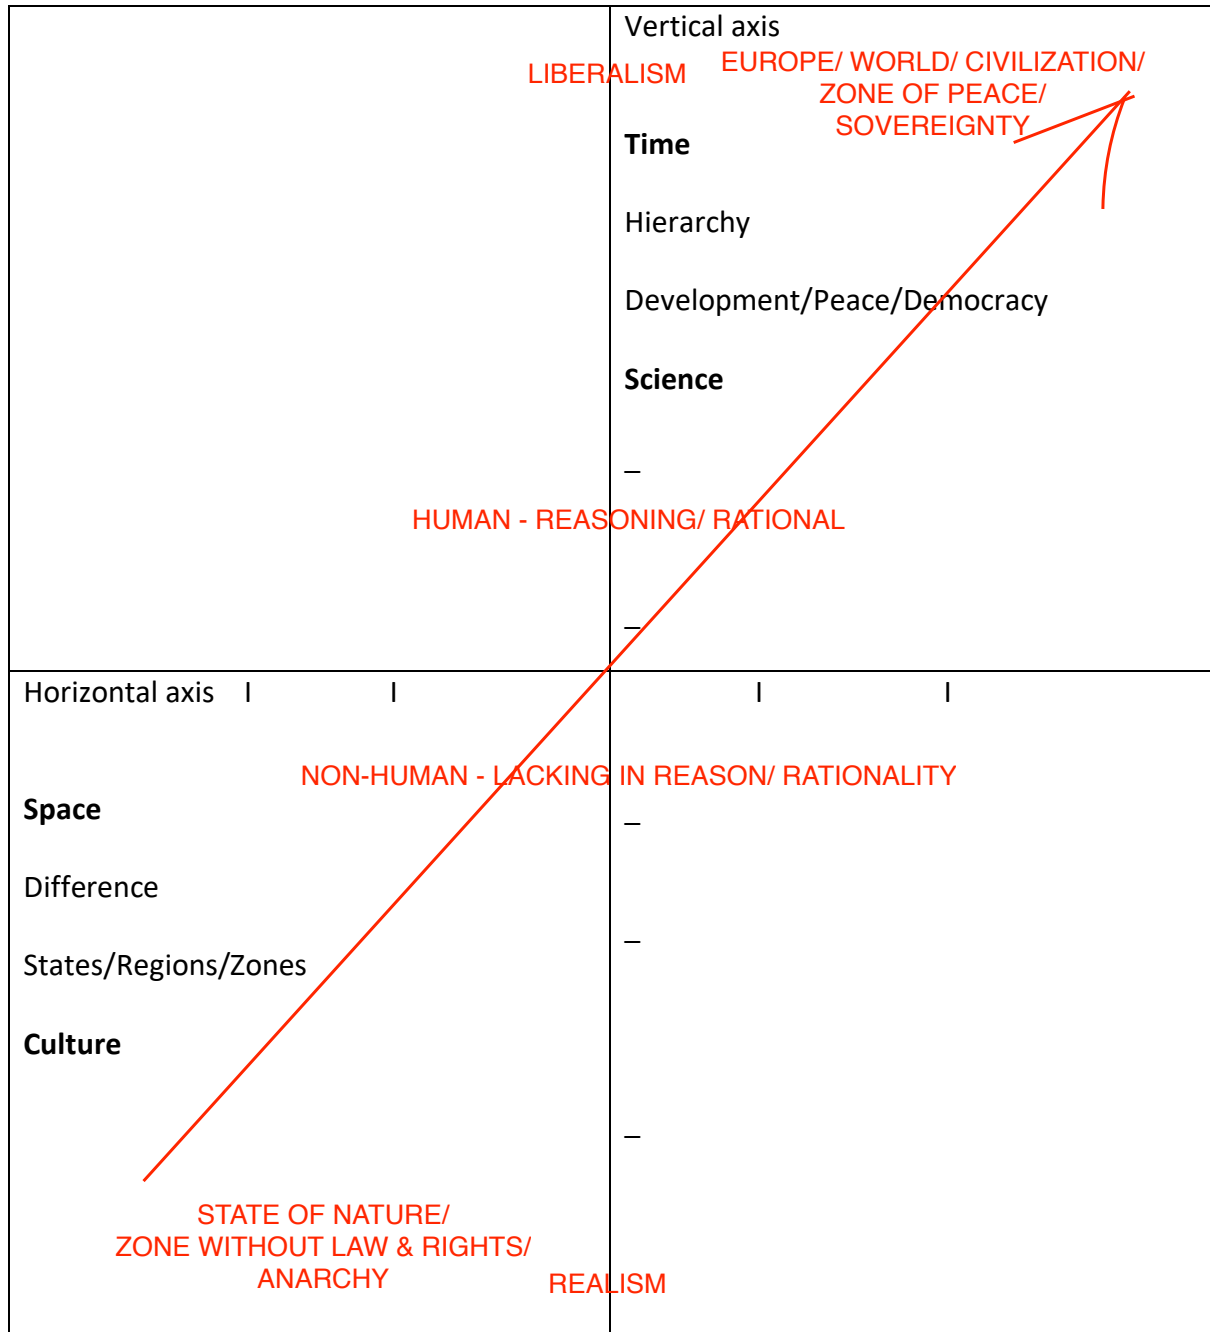 Vertical axis
LIBERALISM
EUROPE/ WORLD/ CIVILIZATION/
ZONE OF PEACE/
SOVEREIGNTY
Time
Hierarchy
Development/Peace/Democracy
Science
–
HUMAN - REASONING/ RATIONAL
–
Horizontal axis I I I I
NON-HUMAN - LACKING IN REASON/ RATIONALITY
Space
–
Difference
–
States/Regions/Zones
Culture
–
STATE OF NATURE/
ZONE WITHOUT LAW & RIGHTS/
ANARCHY
REALISM